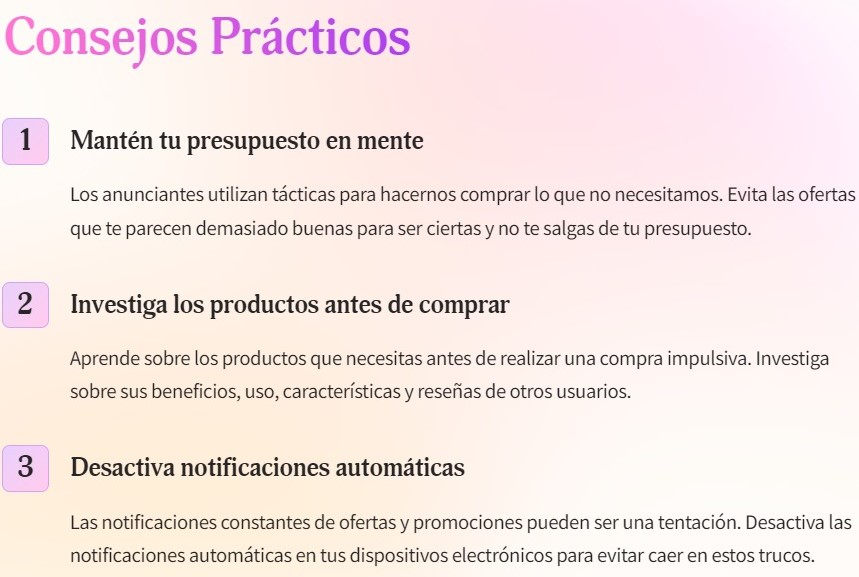 Consejos Prácticos
1 Mantén tu presupuesto en mente
Los anunciantes utilizan tácticas para hacernos comprar lo que no necesitamos. Evita las ofertas
que te parecen demasiado buenas para ser ciertas y no te salgas de tu presupuesto.
2 Investiga los productos antes de comprar
Aprende sobre los productos que necesitas antes de realizar una compra impulsiva. Investiga
sobre sus beneficios, uso, características y reseñas de otros usuarios.
3 Desactiva notificaciones automáticas
Las notificaciones constantes de ofertas y promociones pueden ser una tentación. Desactiva las
notificaciones automáticas en tus dispositivos electrónicos para evitar caer en estos trucos.